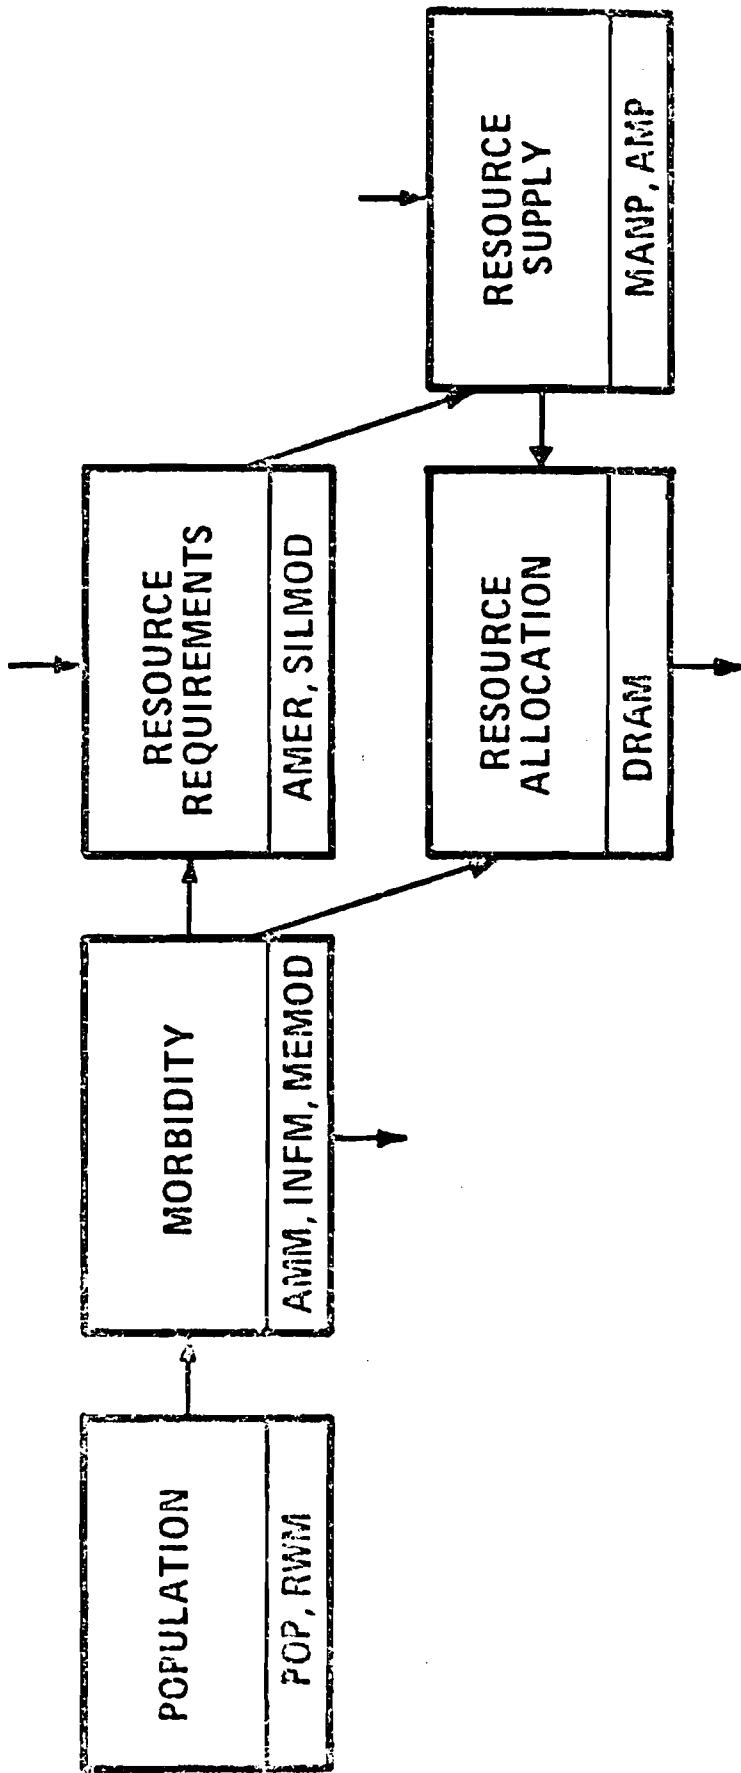 POPULATION
POP, RWM
MORBIDITY
AMM, INFM, MEMOD
RESOURCE
REQUIREMENTS
AMER, SILMOD
RESOURCE
ALLOCATION
DRAM
RESOURCE
SUPPLY
MANP, AMP